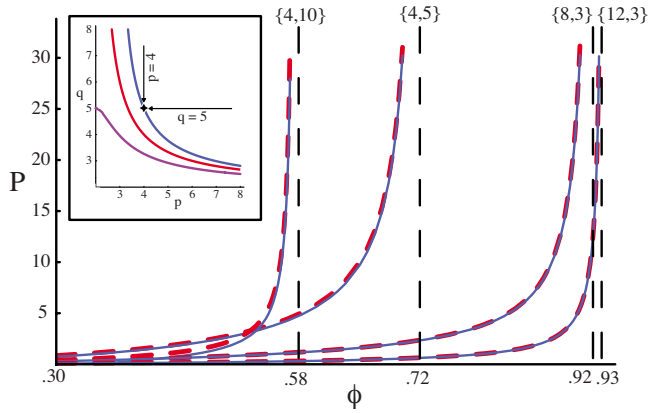 {4,10} {4,5} {8,3} {12,3}
30
25
20
15
10
5
P
.30 .58 .72 .92 .93
ϕ
8
7
6
5
4
3
q
3 4 5 6 7 8
p
p = 4
q = 5